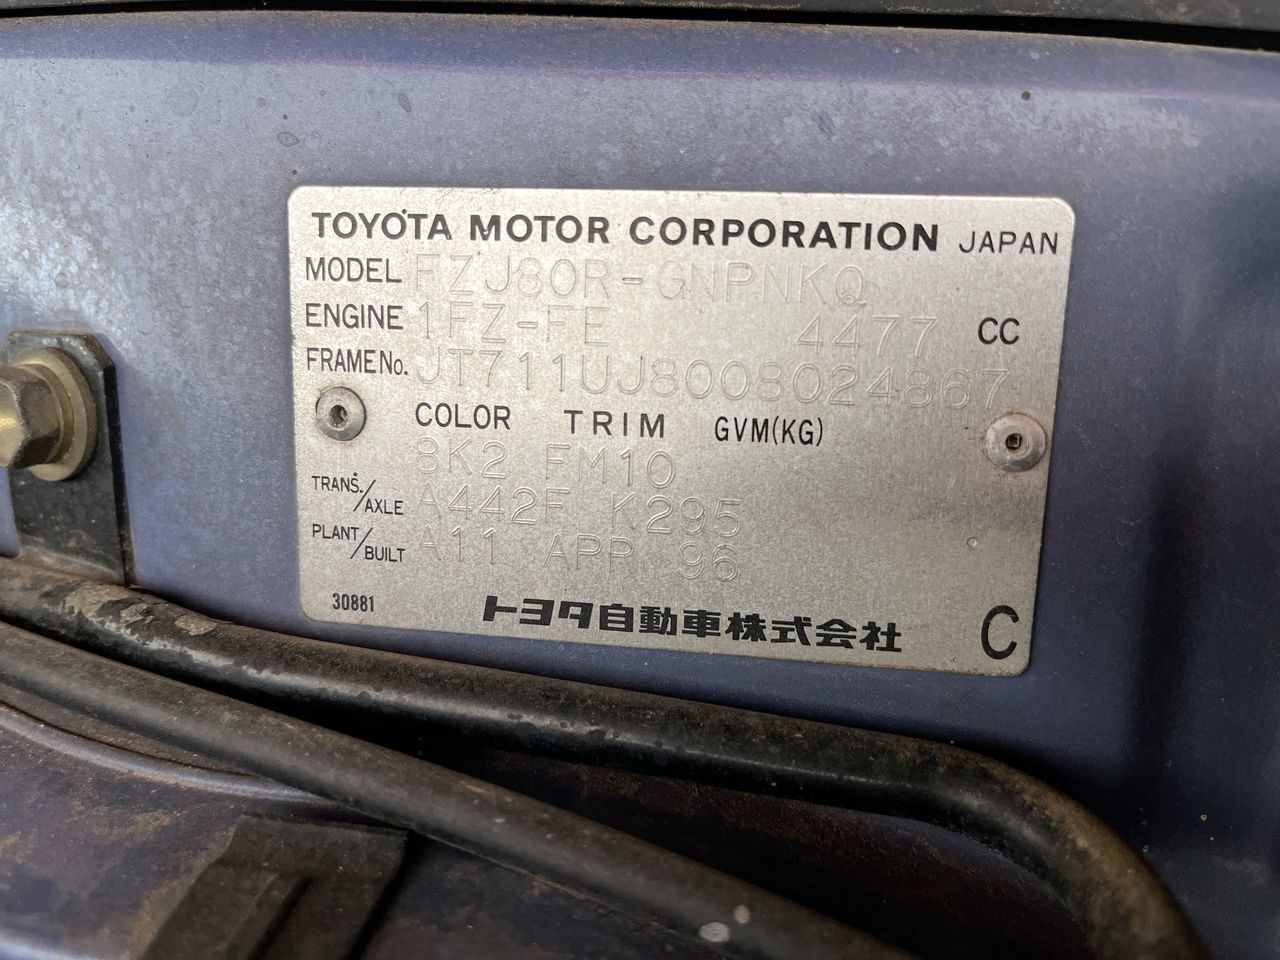 TOYOTA MOTOR CORPORATION JAPAN
MODEL FZJ80R-GNPNKQ
ENGINE 1FZ-FE 4477 CC
FRAME No. JT711UJ8008024867
COLOR TRIM GVM(KG)
8K2 FM10
TRANS./AXLE A442F K295
PLANT/BUILT A11 APR 96
30881 トヨタ自動車株式会社 C